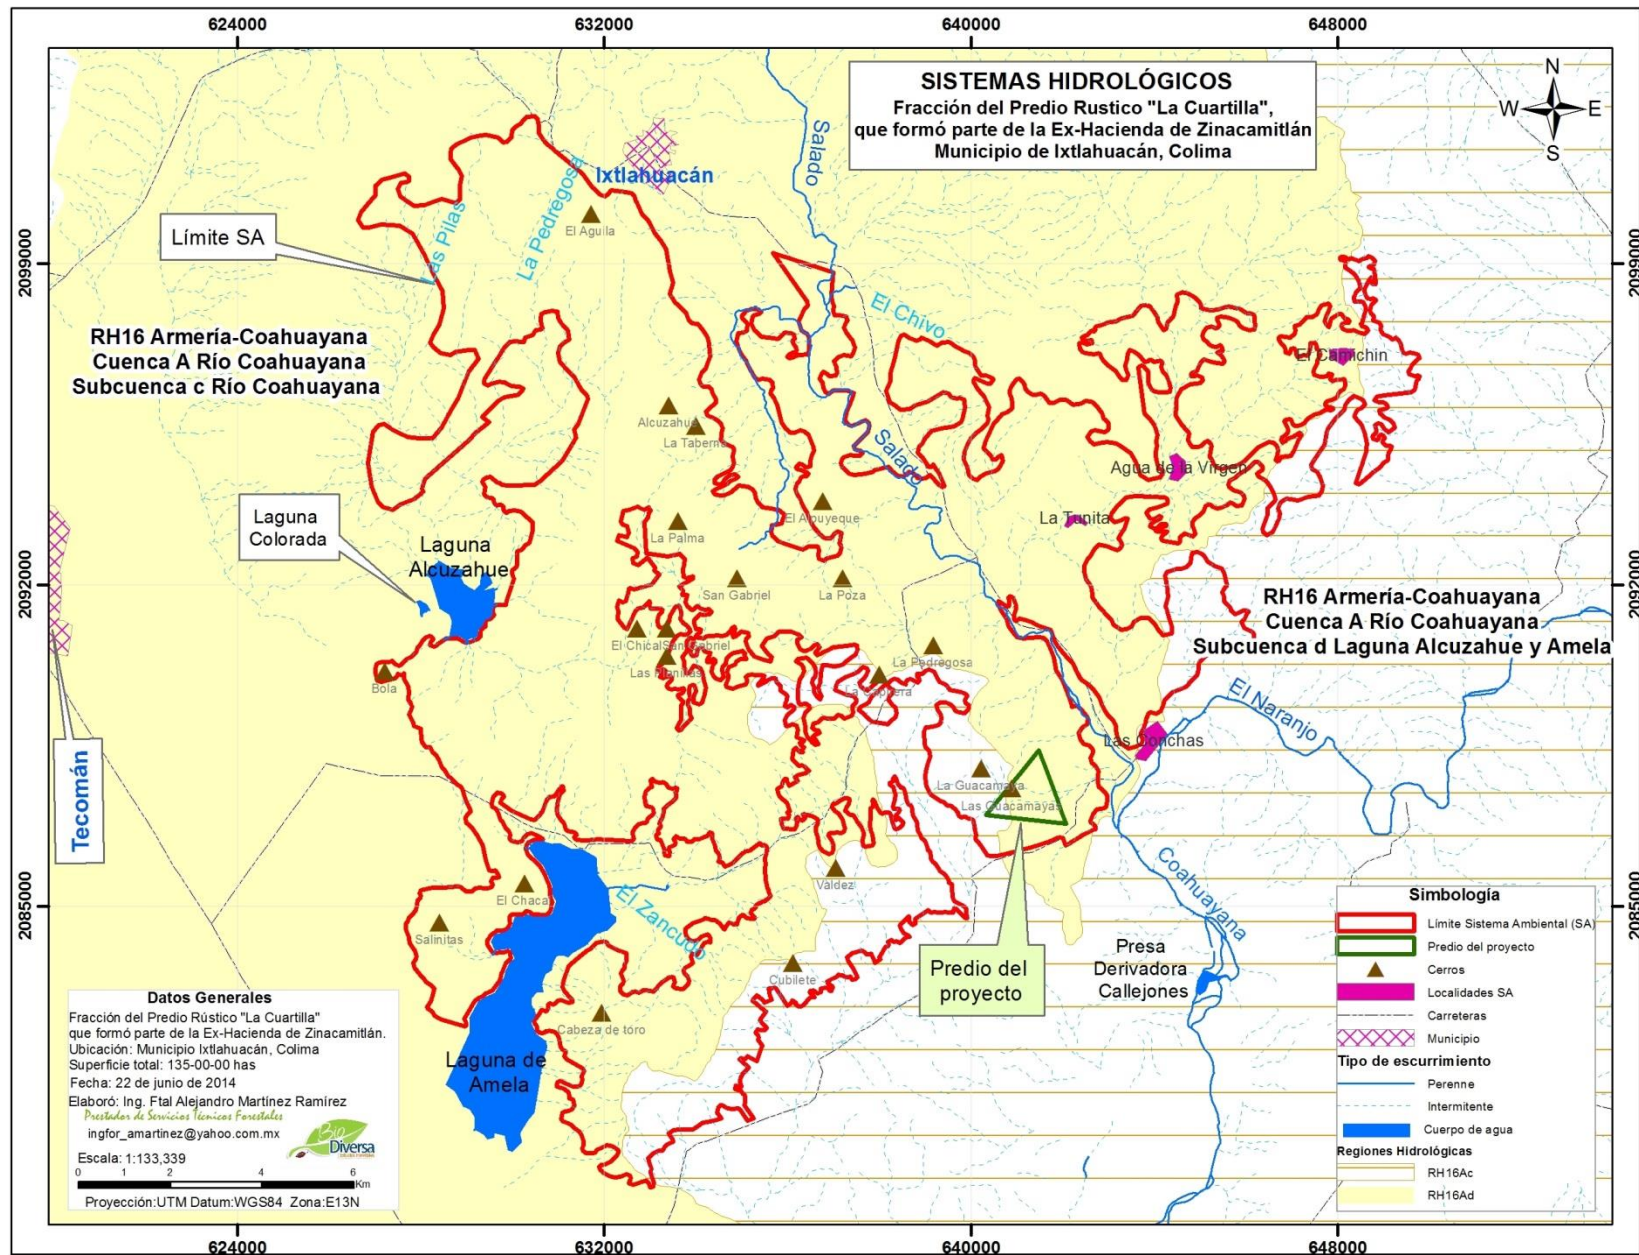 624000
632000
640000
648000
SISTEMAS HIDROLÓGICOS
Fracción del Predio Rustico "La Cuartilla",
que formó parte de la Ex-Hacienda de Zinacamitlán
Municipio de Ixtlahuacán, Colima
N
W
E
S
Salado
Ixtlahuacán
La Pedregosa
Las Pilas
El Aguila
Límite SA
2099000
2099000
El Chivo
RH16 Armería-Coahuayana
Cuenca A Río Coahuayana
Subcuenca c Río Coahuayana
El Camichin
Alcuzahue
La Taberna
Salado
Agua de la Virgen
El Alpuyeque
La Tunita
La Palma
Laguna
Colorada
Laguna
Alcuzahue
San Gabriel
La Poza
2092000
2092000
RH16 Armería-Coahuayana
Cuenca A Río Coahuayana
Subcuenca d Laguna Alcuzahue y Amela
El Chical
San Gabriel
La Pedregosa
Bola
El Naranjo
Las Conchas
Tecomán
La Guacamaya
Las Guacamayas
Valdez
Coahuayana
El Chaca
Salinitas
El Zancudo
2085000
2085000
Cubilete
Cabeza de toro
Predio del
proyecto
Presa
Derivadora
Callejones
Laguna de
Amela
Simbología
Límite Sistema Ambiental (SA)
Predio del proyecto
Cerros
Localidades SA
Carreteras
Municipio
Tipo de escurrimiento
Perenne
Intermitente
Cuerpo de agua
Regiones Hidrológicas
RH16Ac
RH16Ad
Datos Generales
Fracción del Predio Rústico "La Cuartilla"
que formó parte de la Ex-Hacienda de Zinacamitlán.
Ubicación: Municipio Ixtlahuacán, Colima
Superficie total: 135-00-00 has
Fecha: 22 de junio de 2014
Elaboró: Ing. Ftal Alejandro Martínez Ramírez
Prestador de Servicios Técnicos Forestales
ingfor_amartinez@yahoo.com.mx
Bio
Diversa
Escala: 1:133,339
0 1 2 4 6
Km
Proyección:UTM Datum:WGS84 Zona:E13N
624000
632000
640000
648000